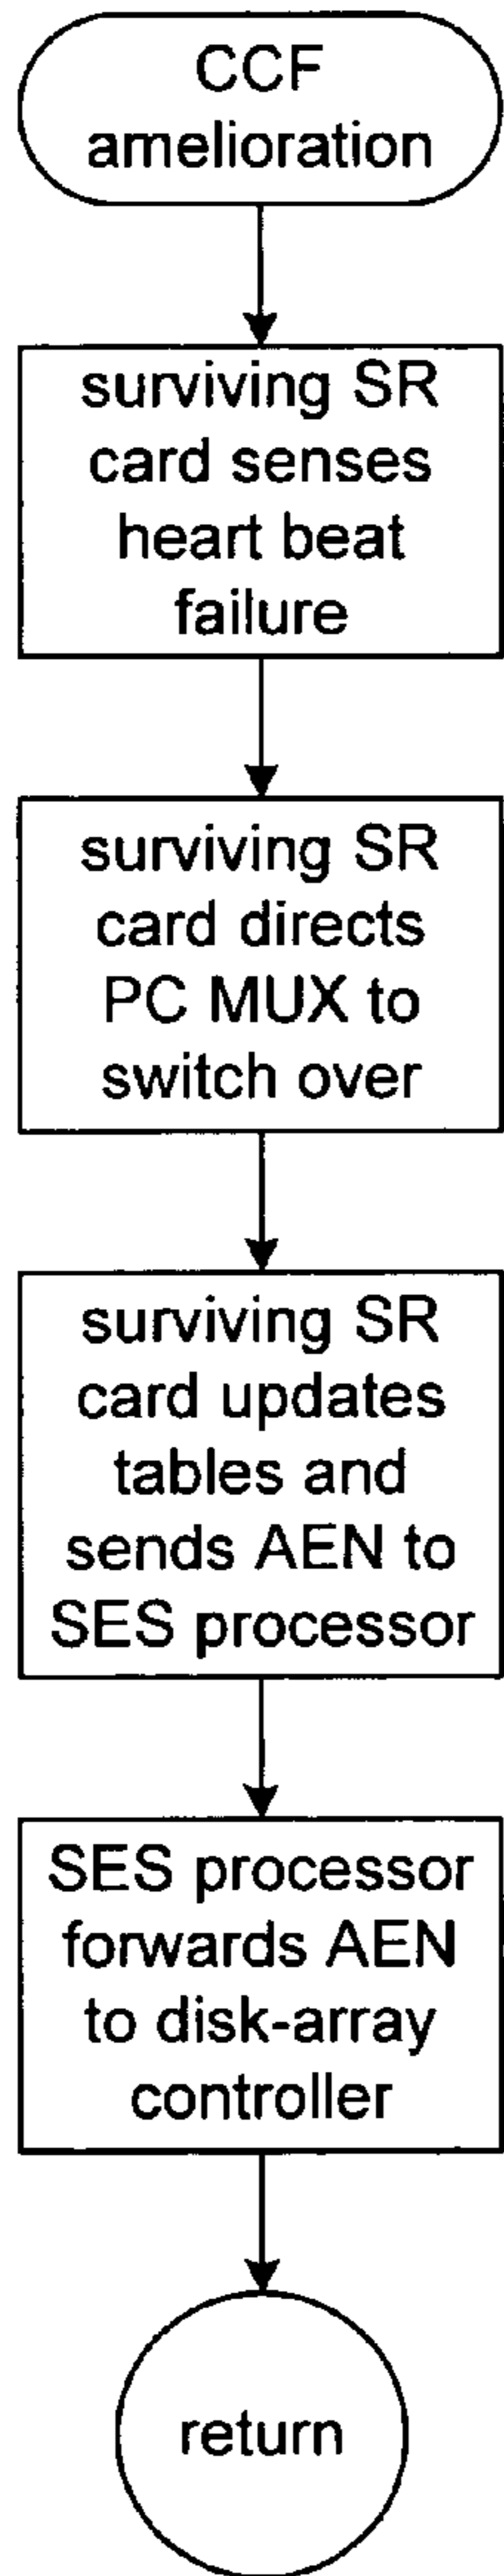 CCF
amelioration
surviving SR
card senses
heart beat
failure
surviving SR
card directs
PC MUX to
switch over
surviving SR
card updates
tables and
sends AEN to
SES processor
SES processor
forwards AEN
to disk-array
controller
return